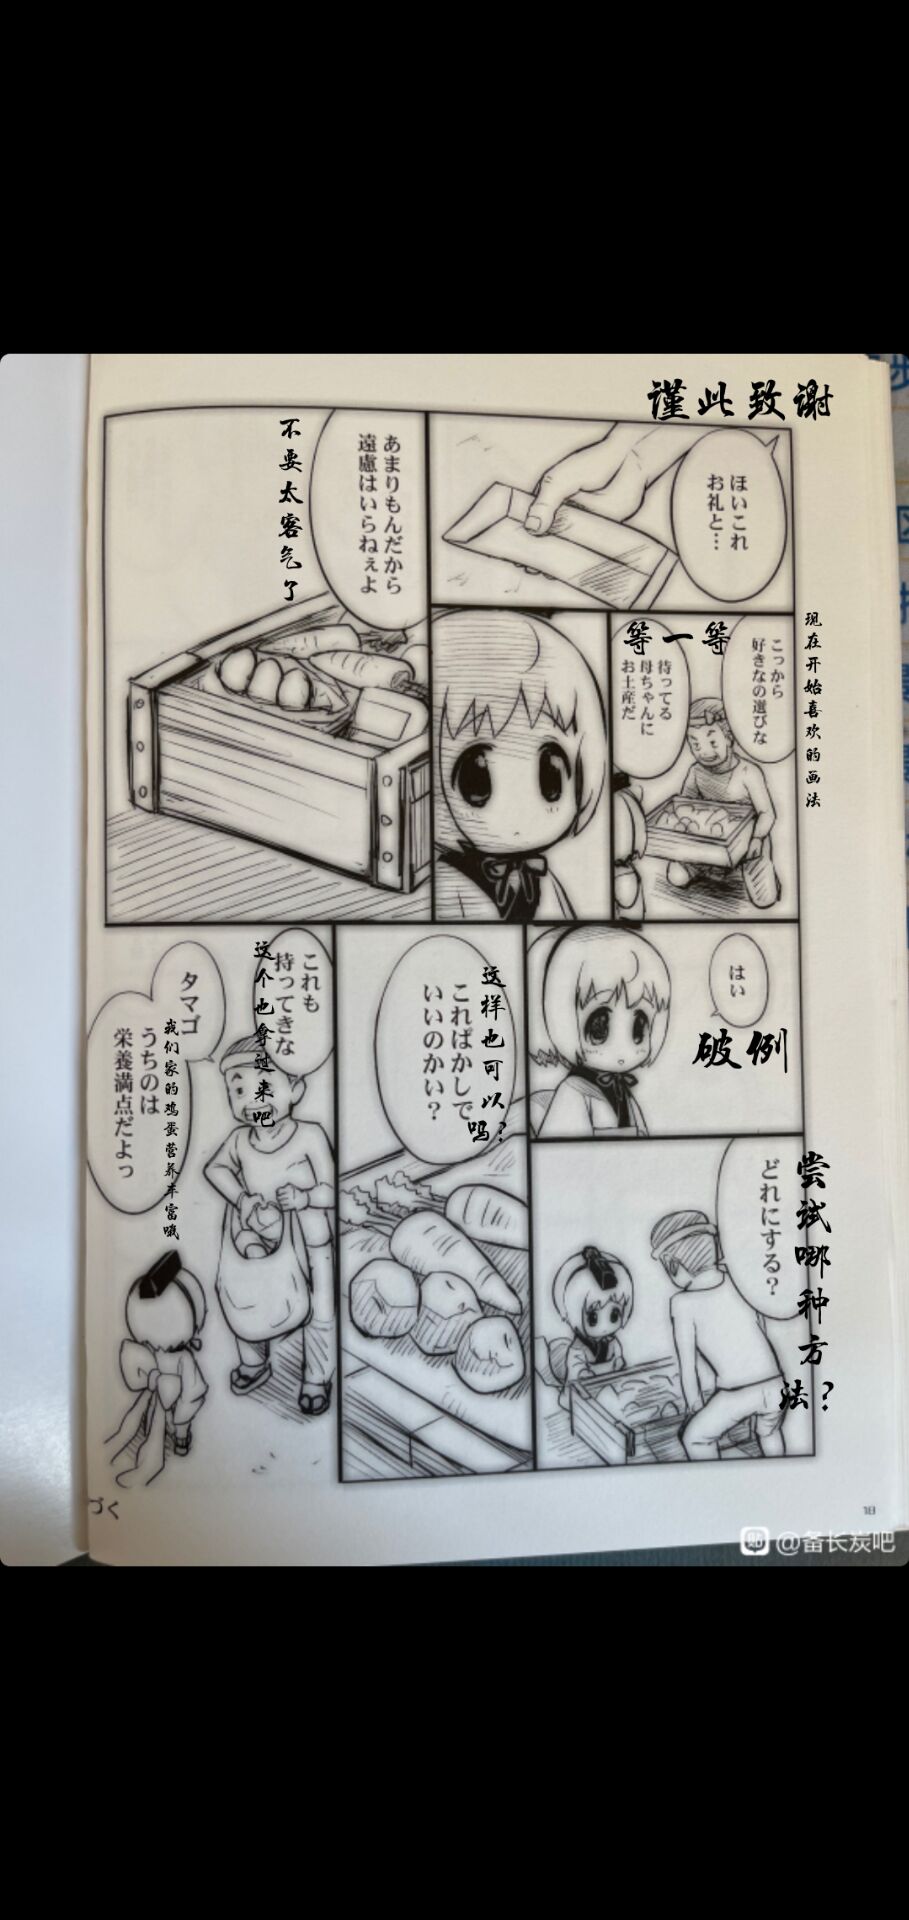 谨此致谢
ほいこれ
お礼と…
あまりもんだから
遠慮はいらねぇよ
不要太客气了
现在开始喜欢的画法
こっから
好きなの選びな
等一等
待ってる
母ちゃんに
お土産だ
はい
破例
どれにする？
尝试哪种方法？
こればかしで
いいのかい？
这样也可以吗？
これも
持ってきな
这个也拿过来吧
タマゴ
うちのは
栄養満点だよっ
我们家的鸡蛋营养丰富哦
づく
18
@备长炭吧